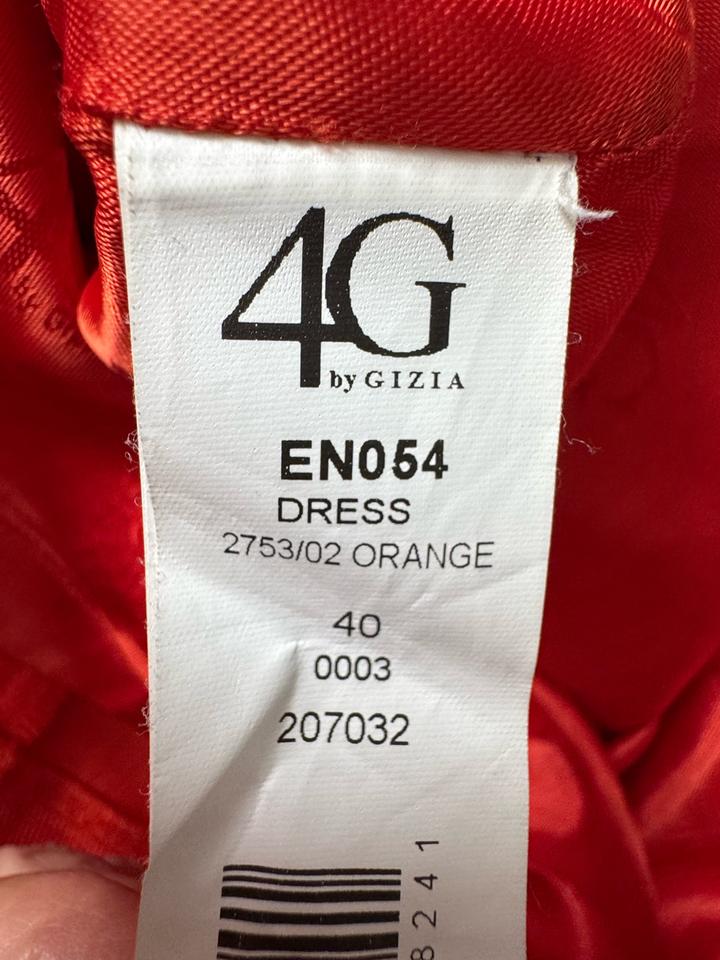 4G
by GIZIA
EN054
DRESS
2753/02 ORANGE
40
0003
207032
8241